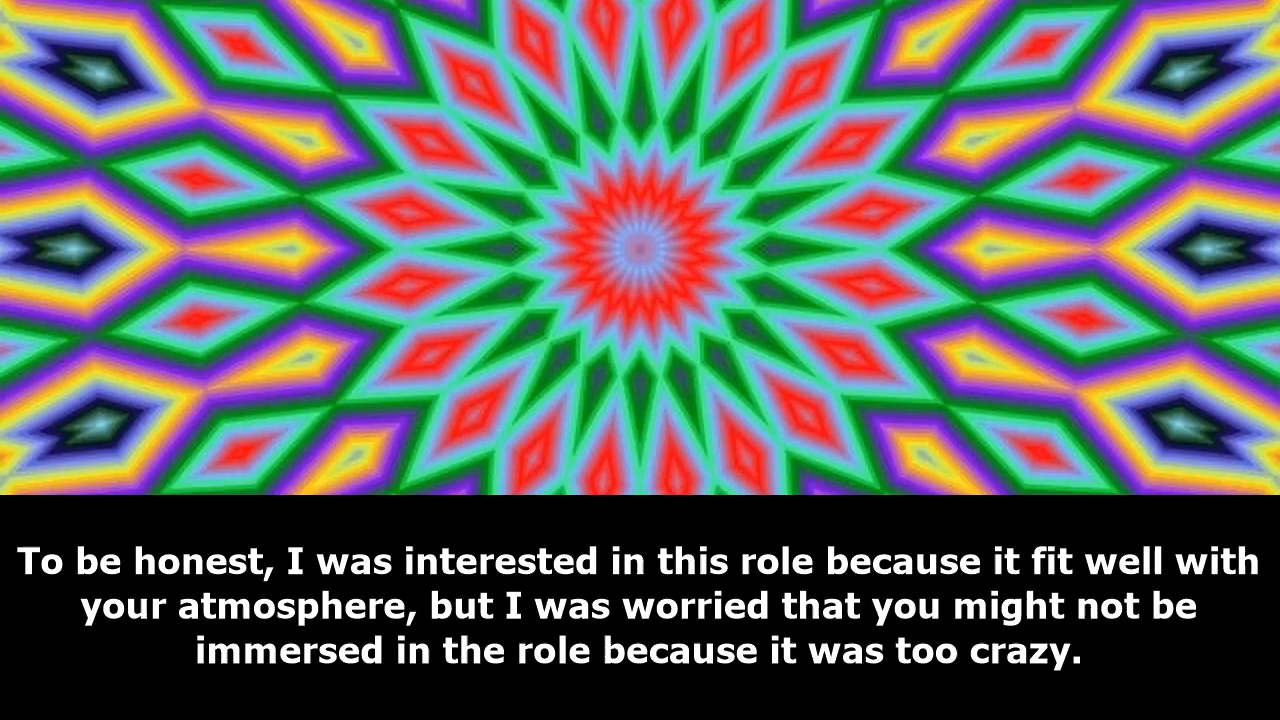 To be honest, I was interested in this role because it fit well with
your atmosphere, but I was worried that you might not be
immersed in the role because it was too crazy.